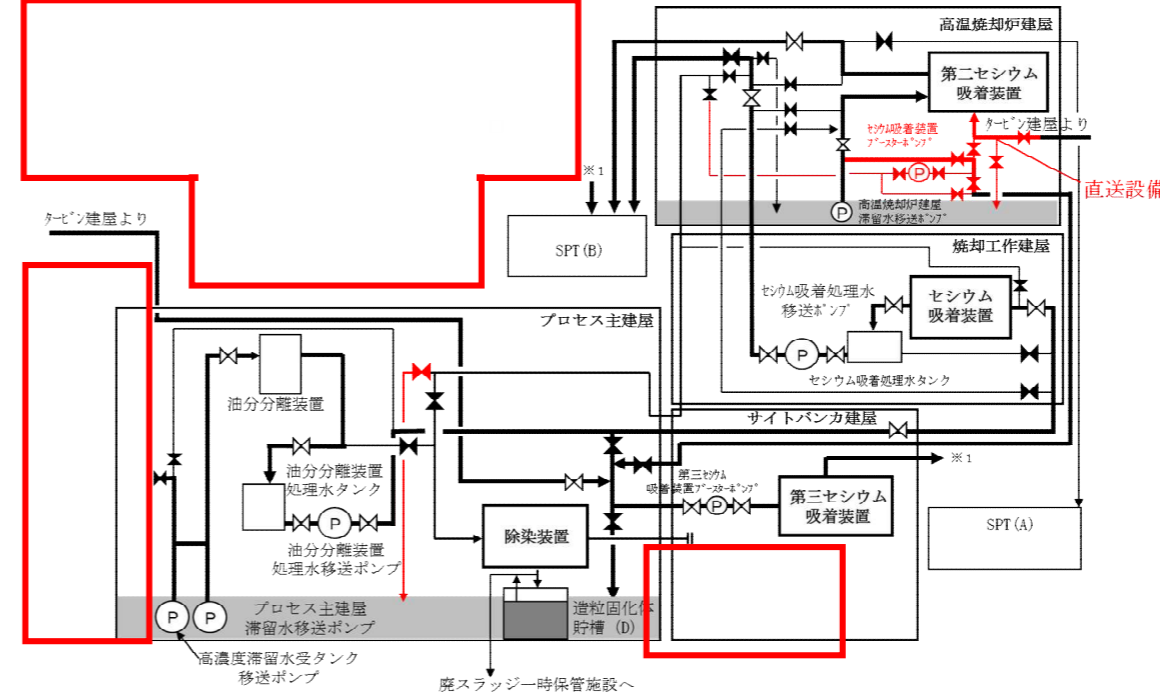 高温焼却炉建屋
第二セシウム
吸着装置
ｾｼｳﾑ吸着装置
ﾌﾞｰｽﾀｰﾎﾟﾝﾌﾟ
ﾀｰﾋﾞﾝ建屋より
直送設備
P
高温焼却炉建屋
滞留水移送ﾎﾟﾝﾌﾟ
P
※1
SPT(B)
ﾀｰﾋﾞﾝ建屋より
焼却工作建屋
ｾｼｳﾑ吸着処理水
移送ﾎﾟﾝﾌﾟ
セシウム
吸着装置
P
セシウム吸着処理水タンク
プロセス主建屋
油分分離装置
油分分離装置
処理水タンク
P
油分分離装置
処理水移送ポンプ
除染装置
サイトバンカ建屋
※1
第三ｾｼｳﾑ
吸着装置ﾌﾞｰｽﾀｰﾎﾟﾝﾌﾟ
P
第三セシウム
吸着装置
SPT(A)
P
P
プロセス主建屋
滞留水移送ポンプ
造粒固化体
貯槽 (D)
高濃度滞留水受タンク
移送ポンプ
廃スラッジ一時保管施設へ